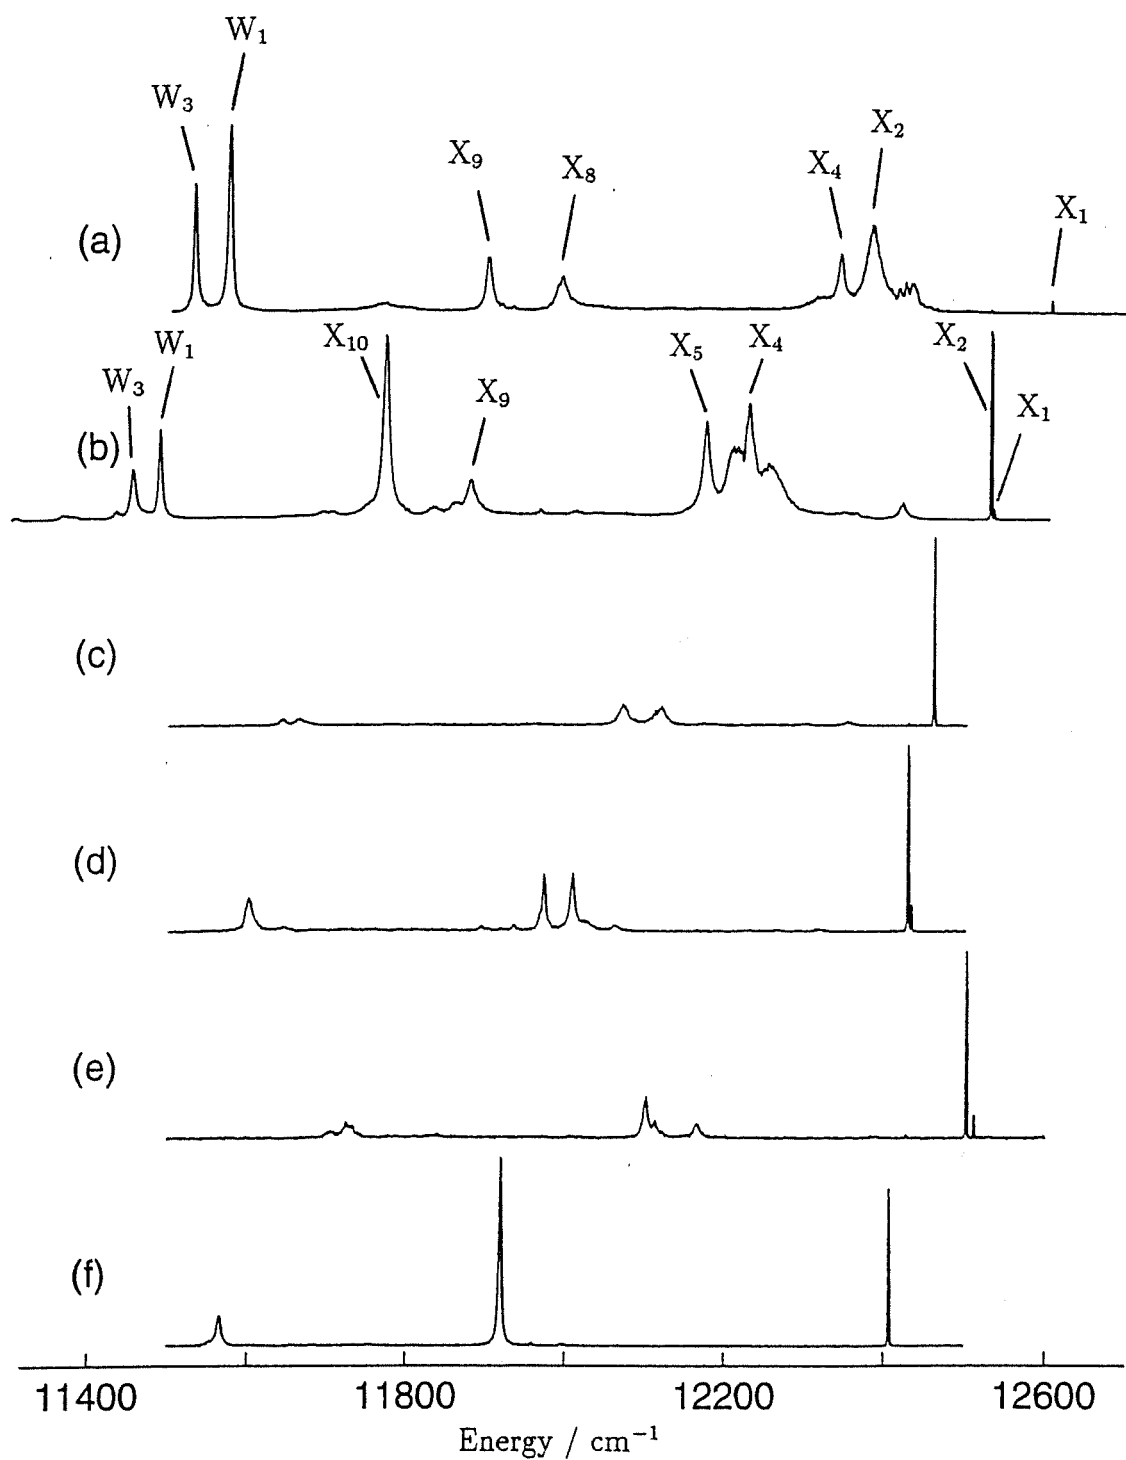 W₁
W₃
X₂
X₉
X₈
X₄
X₁
(a)
W₁
X₁₀
X₅
X₄
X₂
W₃
X₉
X₁
(b)
(c)
(d)
(e)
(f)
11400 11800 12200 12600
Energy / cm⁻¹